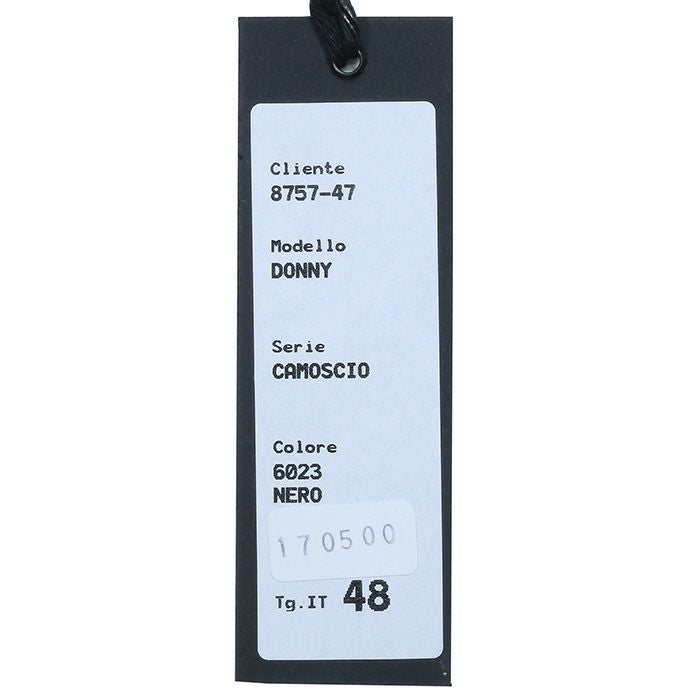 Cliente
8757-47
Modello
DONNY
Serie
CAMOSCIO
Colore
6023
NERO
170500
Tg.IT 48